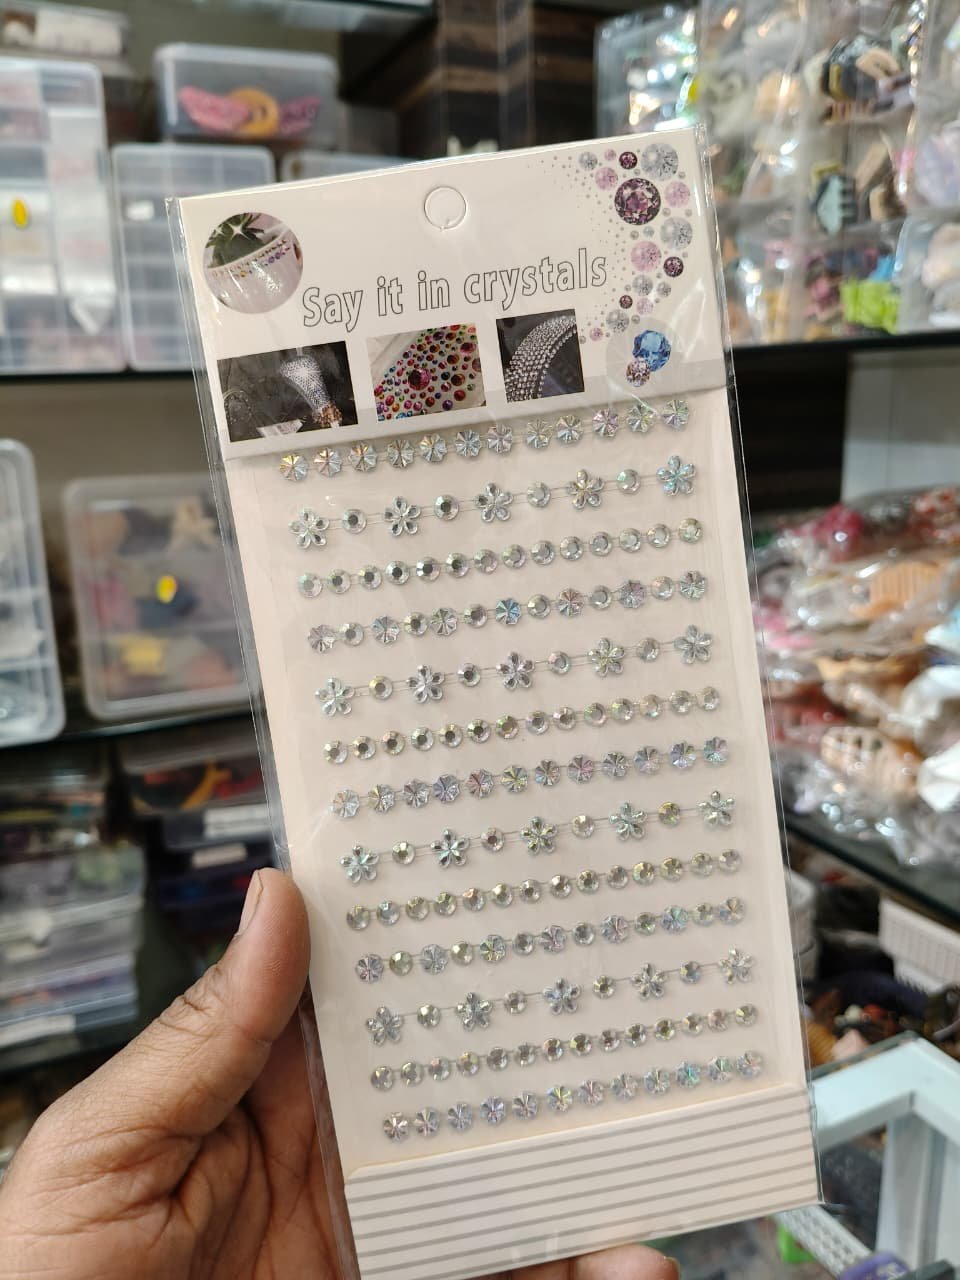 Say it in crystals